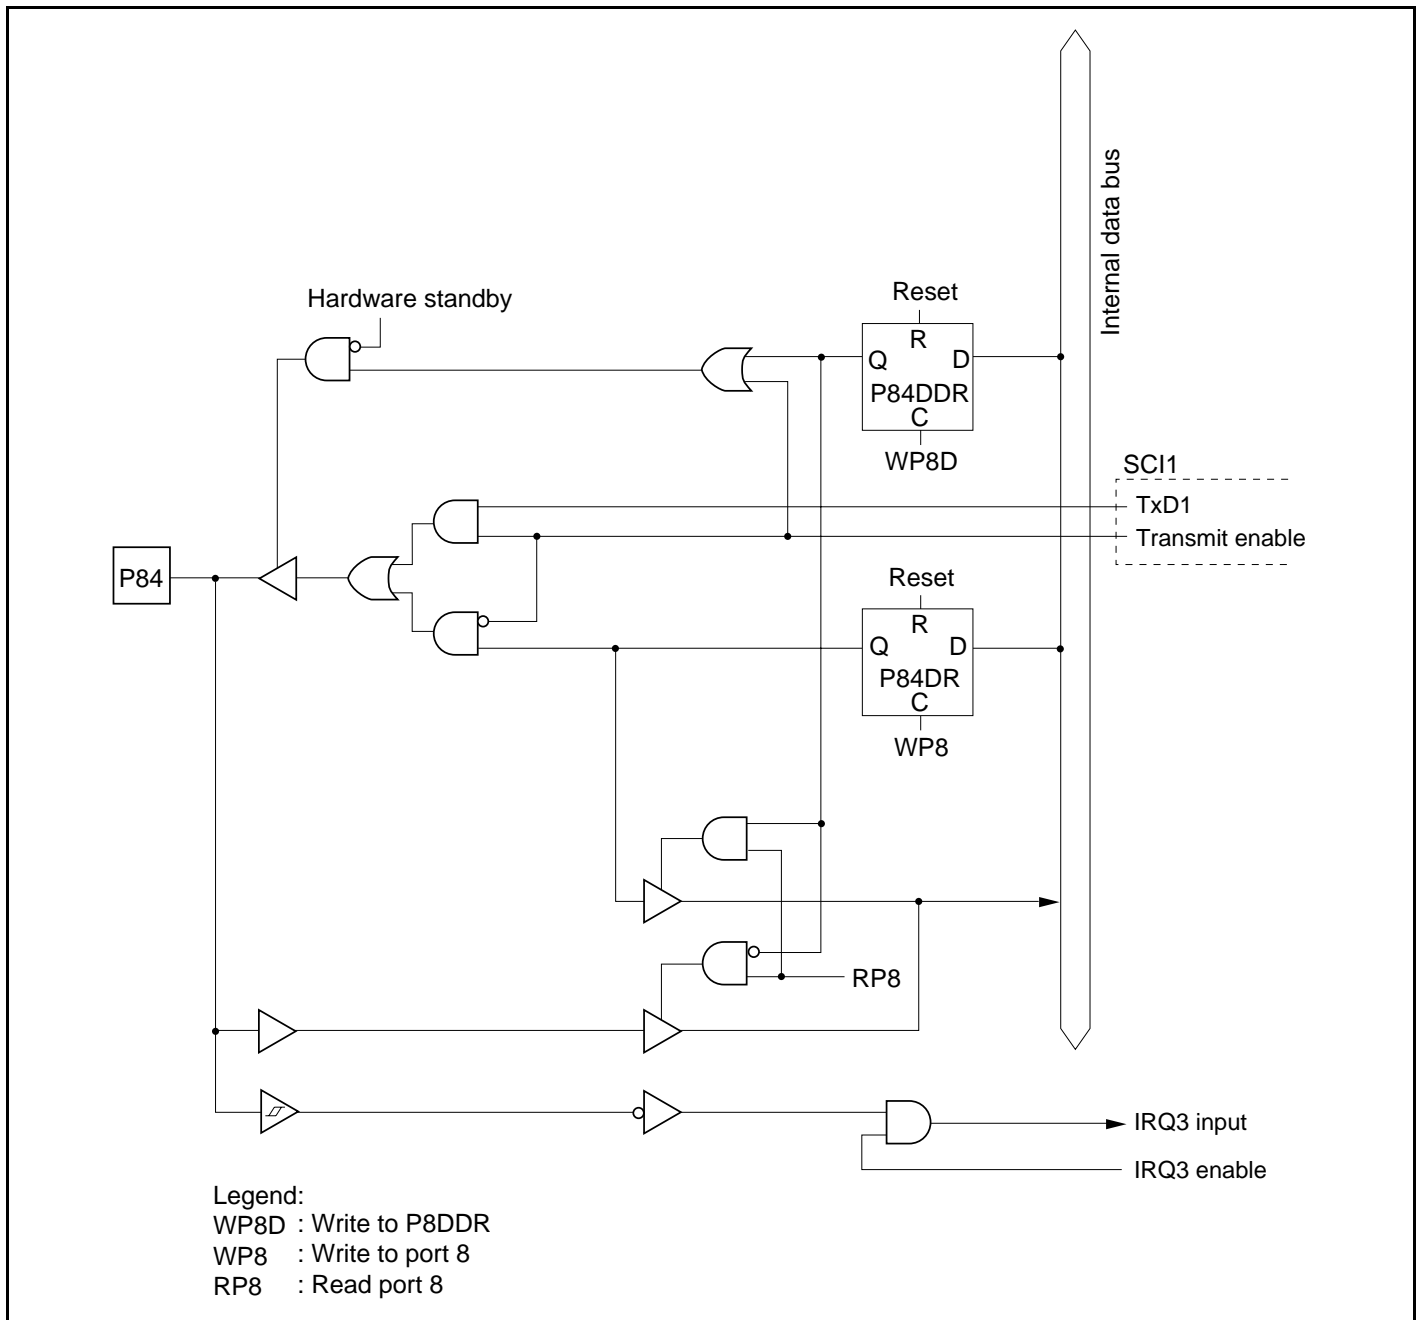 Internal data bus
Hardware standby
Reset
R
Q
D
P84DDR
C
WP8D
SCI1
TxD1
Transmit enable
P84
Reset
R
Q
D
P84DR
C
WP8
RP8
IRQ3 input
IRQ3 enable
Legend:
WP8D : Write to P8DDR
WP8 : Write to port 8
RP8 : Read port 8